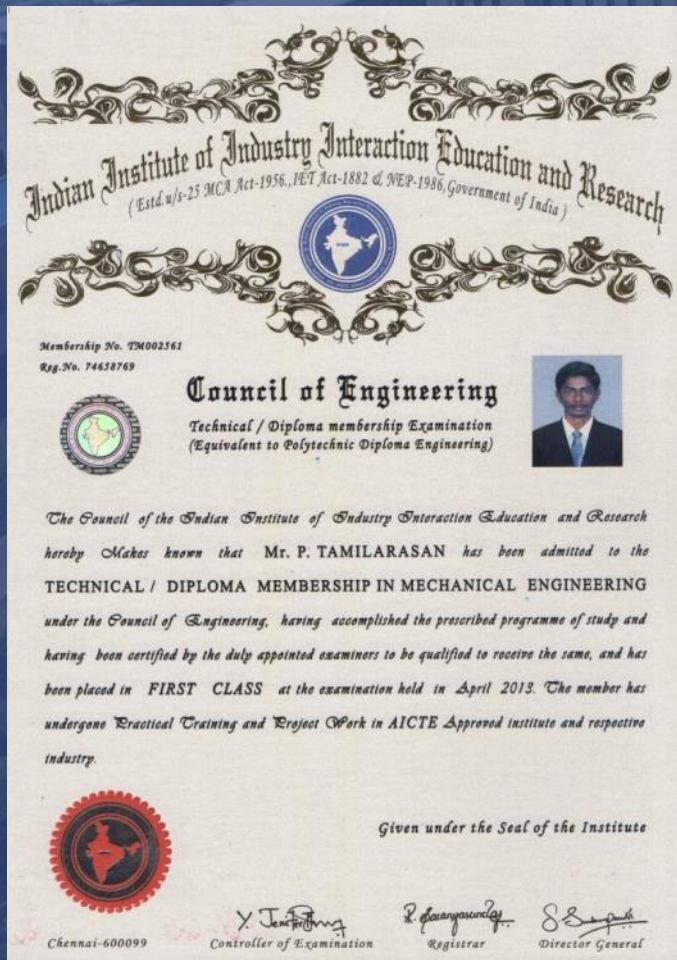 Indian Institute of Industry Interaction Education and Research
( Estd.u/s-25 MCA Act-1956.,IET Act-1882 & NEP-1986,Government of India )
Membership No. TM002561
Reg.No. 74658769
Council of Engineering
Technical / Diploma membership Examination
(Equivalent to Polytechnic Diploma Engineering)
The Council of the Indian Institute of Industry Interaction Education and Research
hereby Makes known that Mr. P. TAMILARASAN has been admitted to the
TECHNICAL / DIPLOMA MEMBERSHIP IN MECHANICAL ENGINEERING
under the Council of Engineering, having accomplished the prescribed programme of study and
having been certified by the duly appointed examiners to be qualified to receive the same, and has
been placed in FIRST CLASS at the examination held in April 2013. The member has
undergone Practical Training and Project Work in AICTE Approved institute and respective
industry.
Given under the Seal of the Institute
Chennai-600099
Controller of Examination
Registrar
Director General